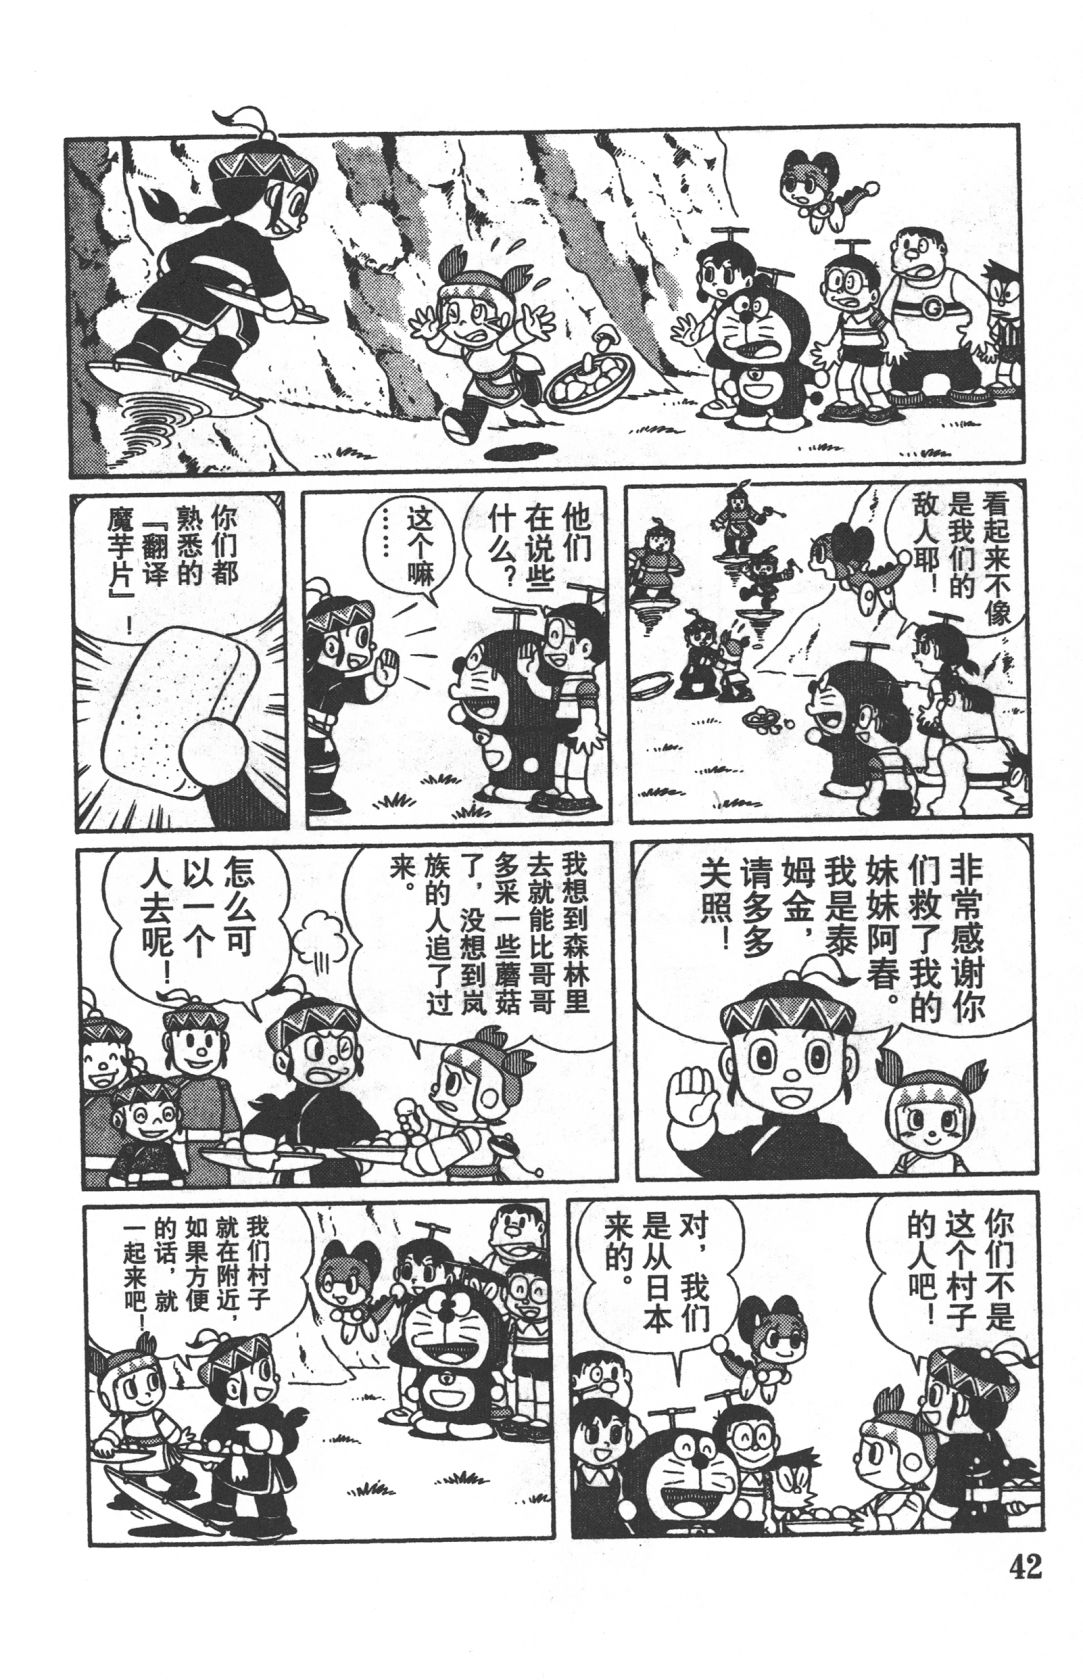 看起来不像
是我们的
敌人耶！
他们
在说些
什么？
这个嘛
……
你们都
熟悉的
『翻译
魔芋片』！
非常感谢你
们救了我的
妹妹阿春。
我是泰
姆金，
请多多
关照！
我想到森林里
去就能比哥哥
多采一些蘑菇
了，没想到岚
族的人追了过
来。
怎么可
以一个
人去呢！
你们不是
这个村子
的人吧！
对，我们
是从日本
来的。
我们村子
就在附近，
如果方便
的话，就
一起来吧！
G
42